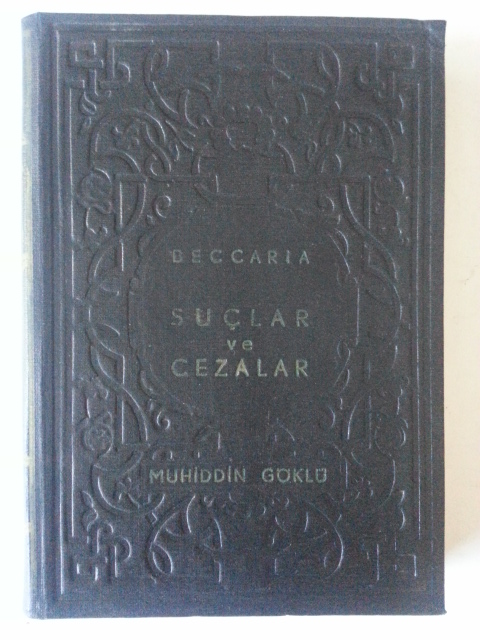 BECCARIA
SUÇLAR
ve
CEZALAR
MUHİDDİN GÖKLÜ